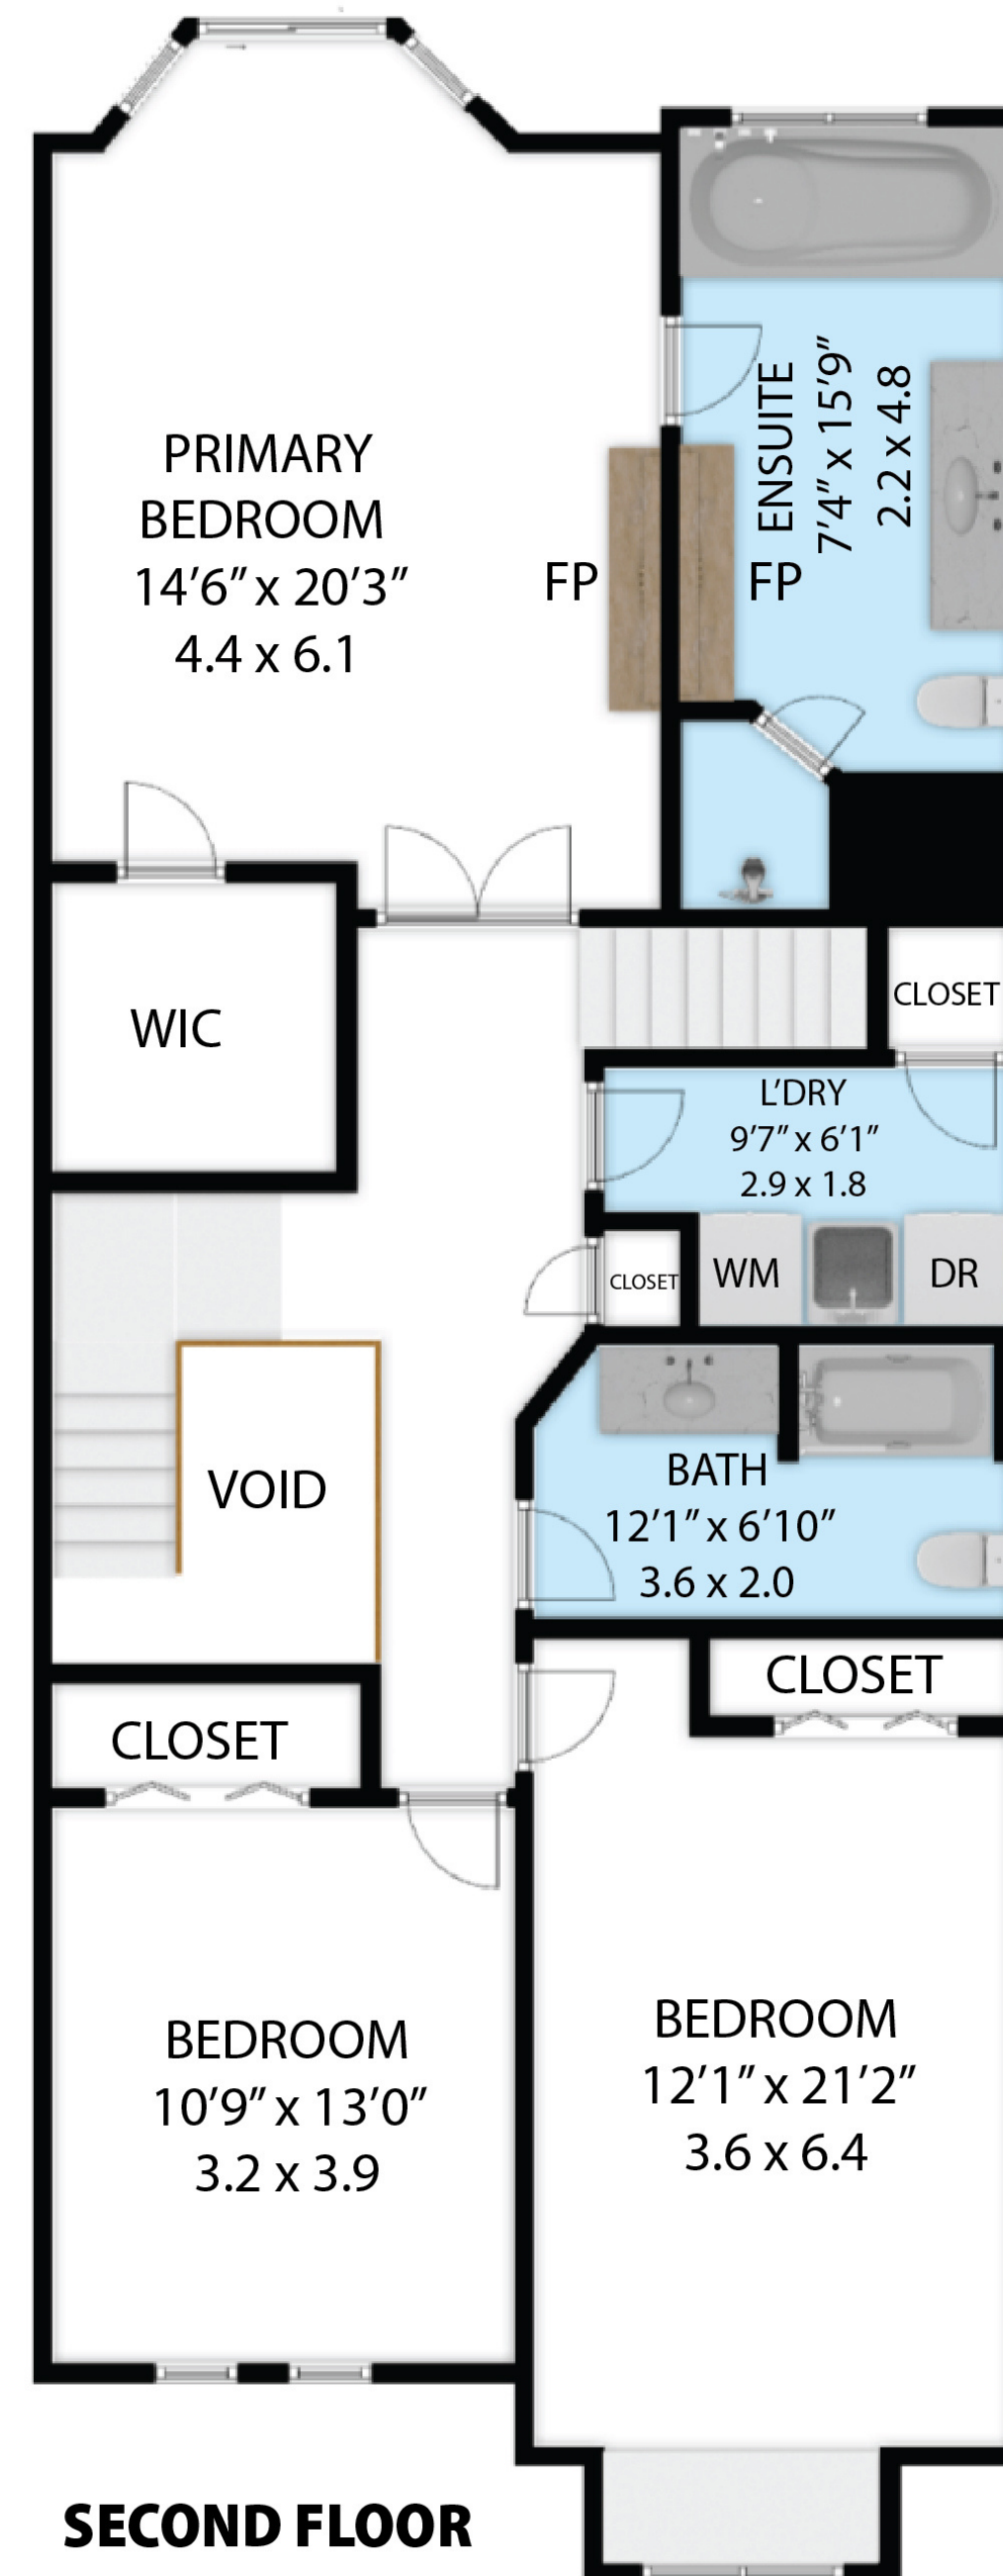 PRIMARY
BEDROOM
14’6” x 20’3”
4.4 x 6.1
FP
ENSUITE
7’4” x 15’9”
2.2 x 4.8
FP
WIC
CLOSET
L’DRY
9’7” x 6’1”
2.9 x 1.8
CLOSET
WM
DR
VOID
BATH
12’1” x 6’10”
3.6 x 2.0
CLOSET
CLOSET
BEDROOM
10’9” x 13’0”
3.2 x 3.9
BEDROOM
12’1” x 21’2”
3.6 x 6.4
SECOND FLOOR